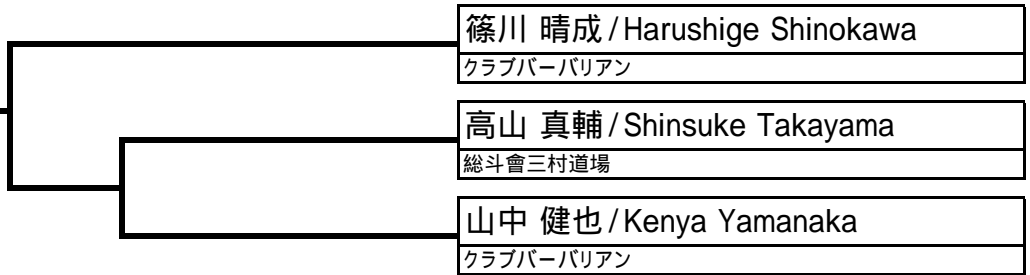 篠川 晴成/Harushige Shinokawa
クラブバーバリアン
高山 真輔/Shinsuke Takayama
総斗會三村道場
山中 健也/Kenya Yamanaka
クラブバーバリアン